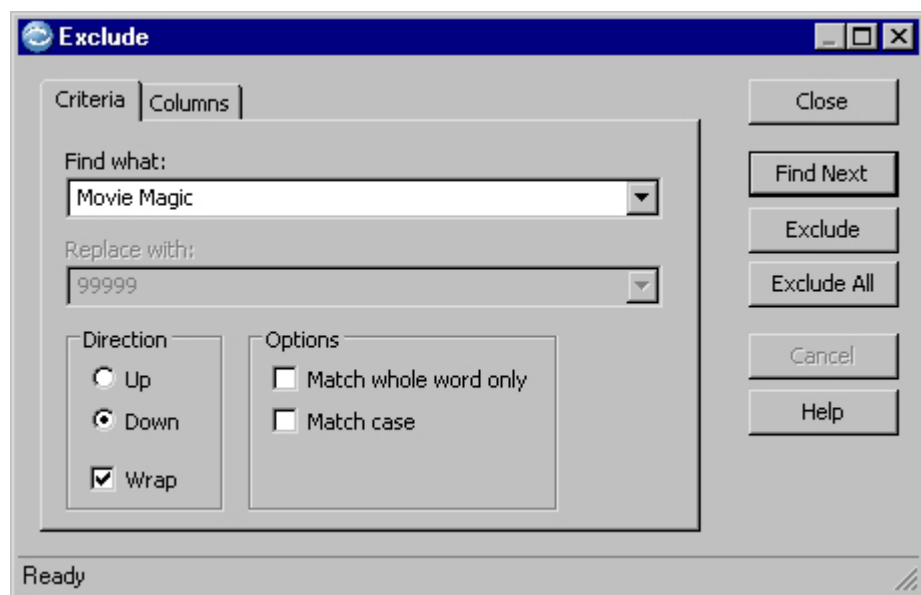 Exclude
Criteria
Columns
Find what:
Movie Magic
Replace with:
99999
Direction
Up
Down
Wrap
Options
Match whole word only
Match case
Close
Find Next
Exclude
Exclude All
Cancel
Help
Ready